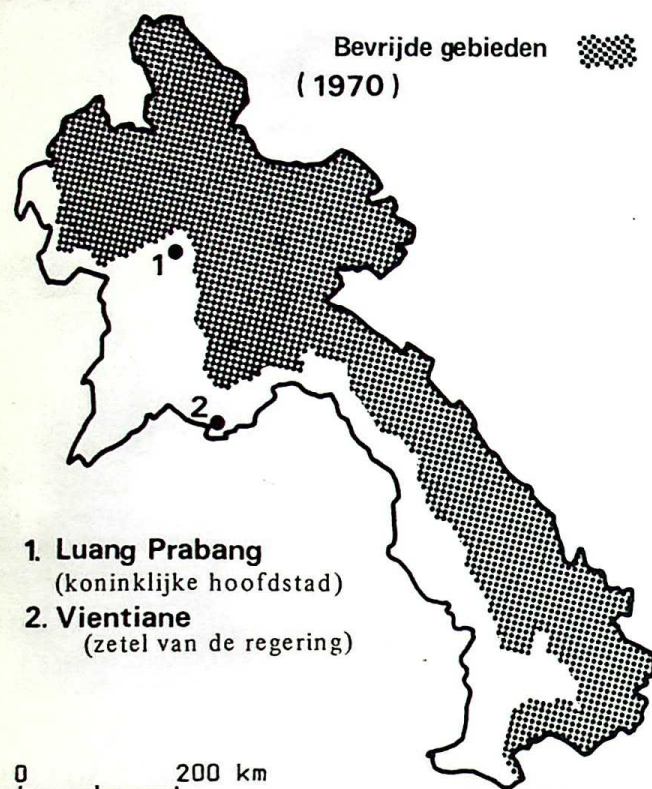 Bevrijde gebieden
( 1970 )
1
2
1. Luang Prabang
(koninklijke hoofdstad)
2. Vientiane
(zetel van de regering)
0 200 km